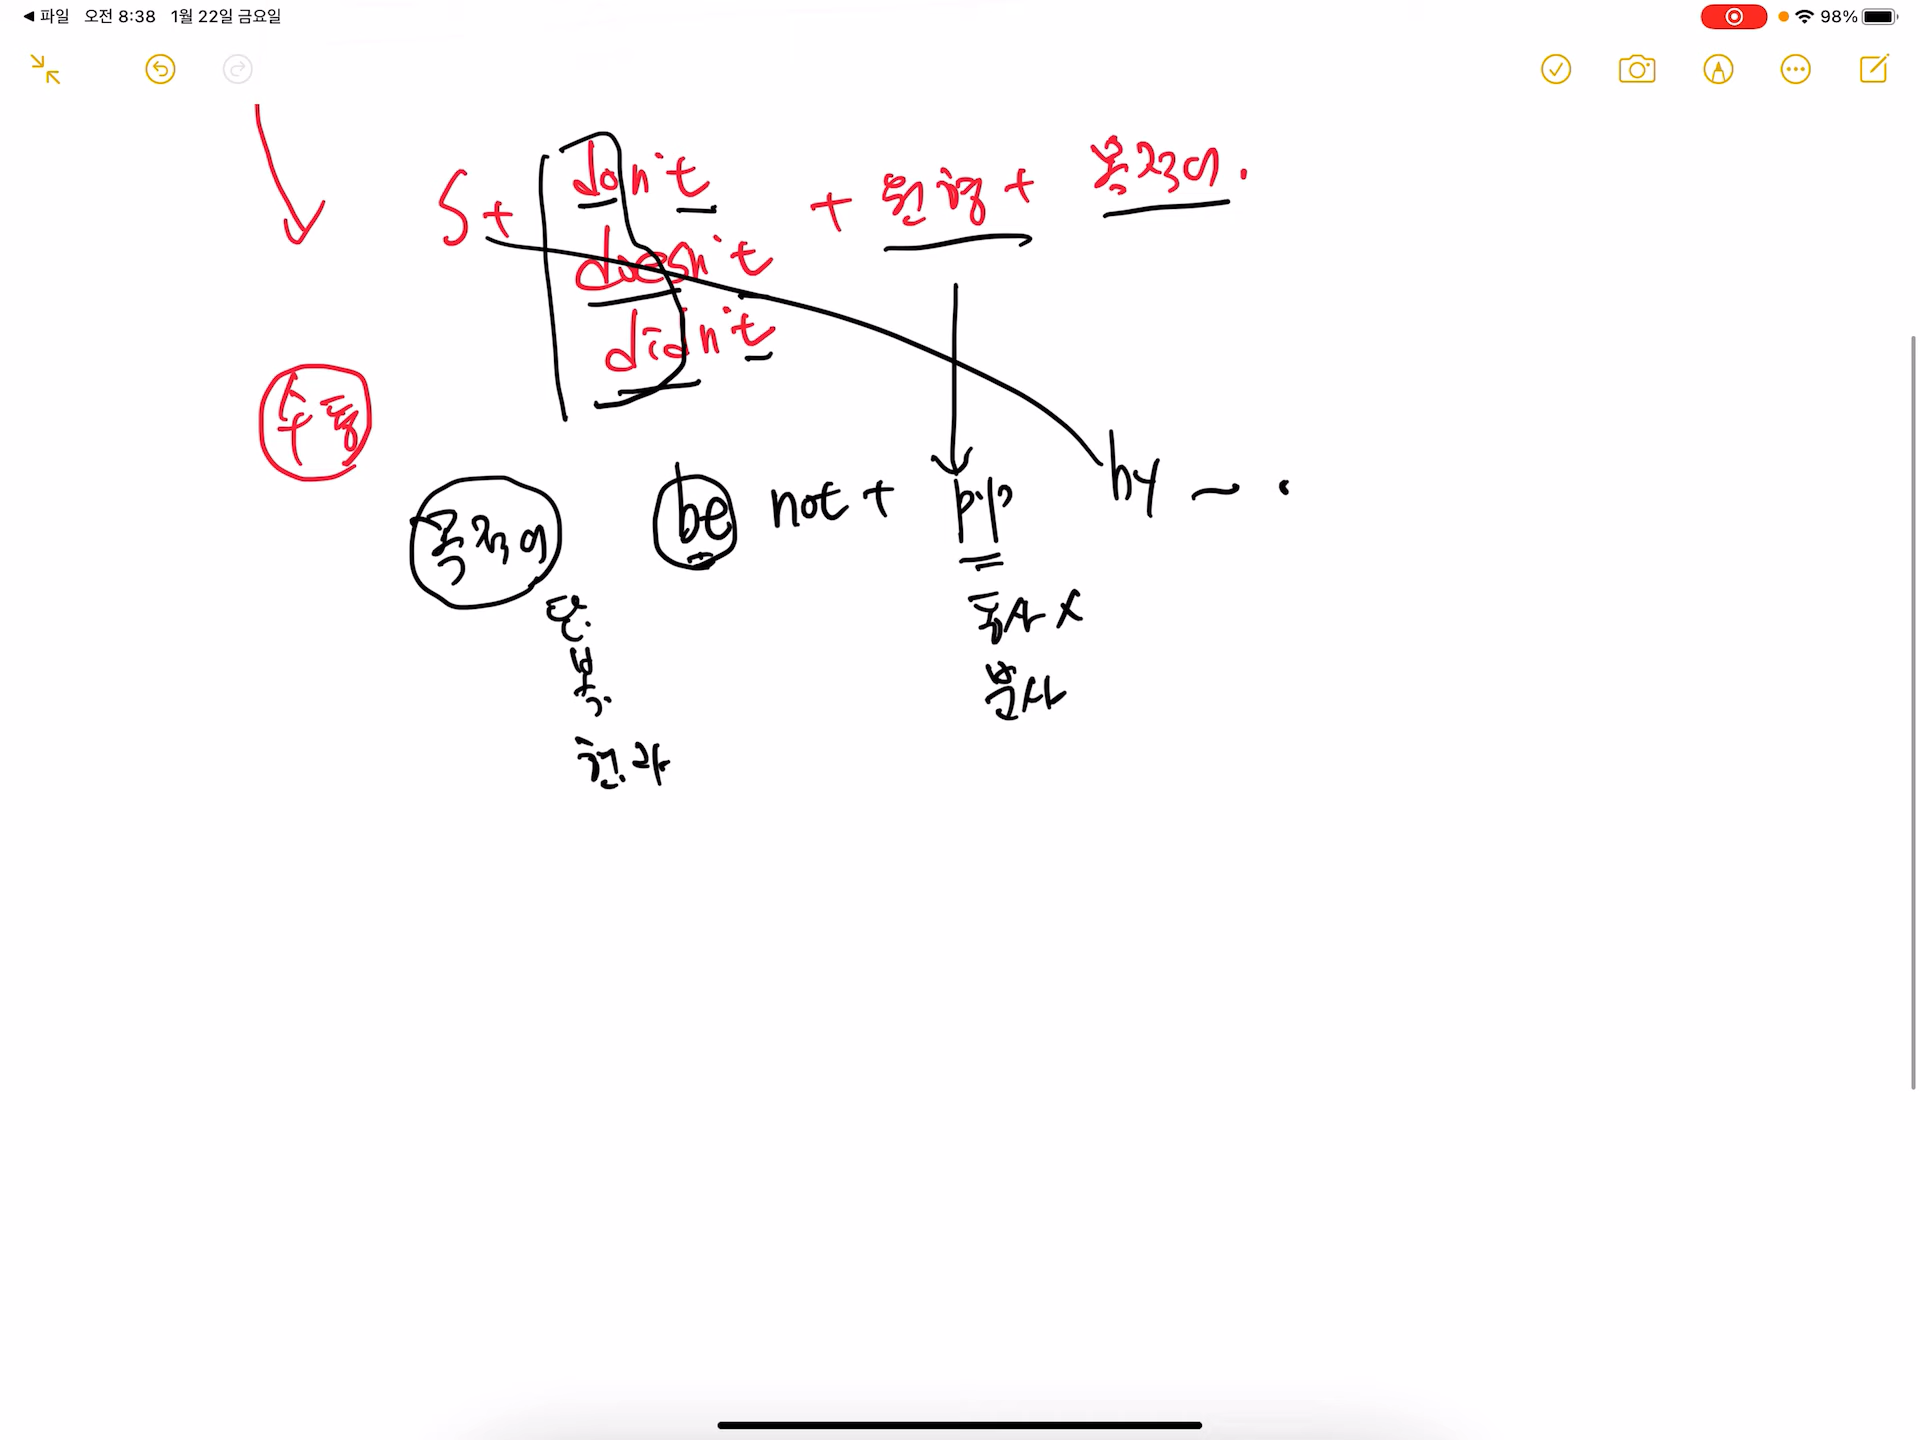 ◀ 파일 오전 8:38 1월 22일 금요일 98%
S + don't + 원형 + 목적어.
doesn't
didn't
수동
목적어 be not + p.p by ~.
단.
복.
현.과
동사 X
분사